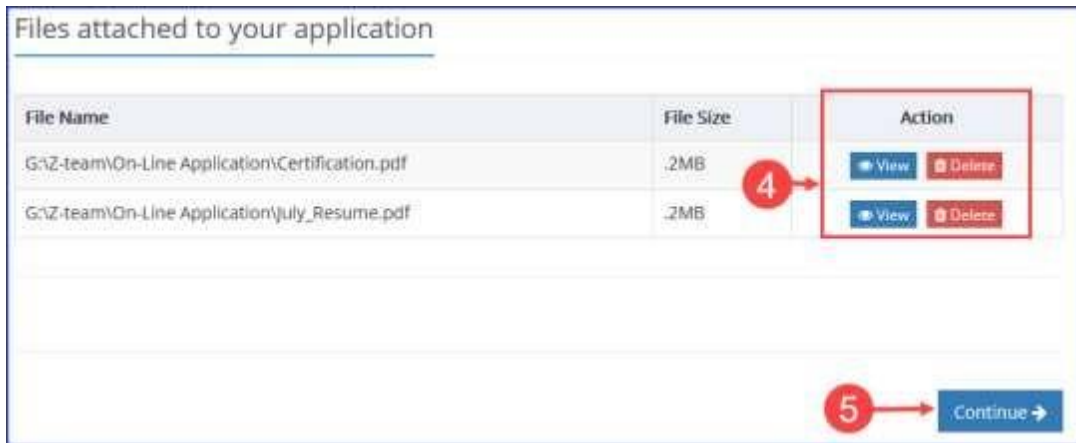 Files attached to your application
File Name File Size Action
G:\Z-team\On-Line Application\Certification.pdf .2MB View Delete
4
G:\Z-team\On-Line Application\July_Resume.pdf .2MB View Delete
5 Continue